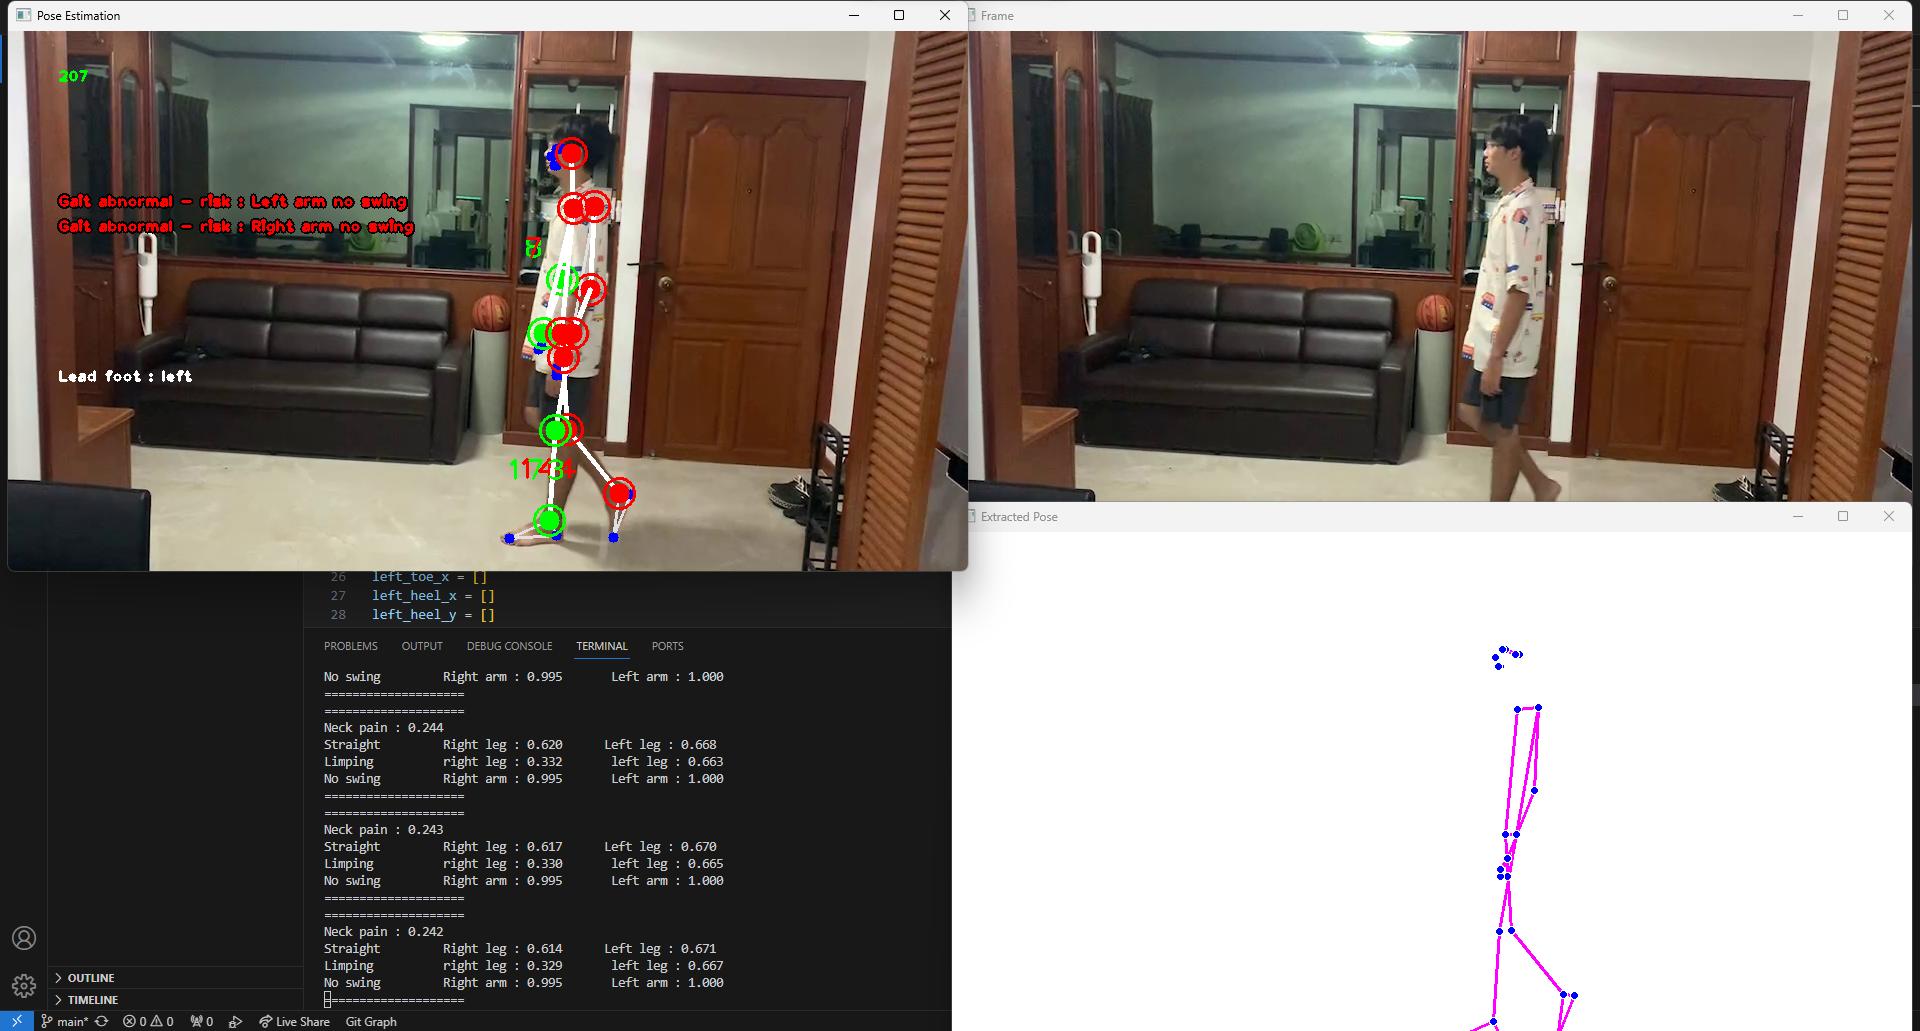 Pose Estimation
207
Gait abnormal - risk : Left arm no swing
Gait abnormal - risk : Right arm no swing
Lead foot : left
Frame
Extracted Pose
26 left_toe_x = []
27 left_heel_x = []
28 left_heel_y = []
PROBLEMS OUTPUT DEBUG CONSOLE TERMINAL PORTS
No swing Right arm : 0.995 Left arm : 1.000
====================
====================
Neck pain : 0.244
Straight Right leg : 0.620 Left leg : 0.668
Limping right leg : 0.332 left leg : 0.663
No swing Right arm : 0.995 Left arm : 1.000
====================
====================
Neck pain : 0.243
Straight Right leg : 0.617 Left leg : 0.670
Limping right leg : 0.330 left leg : 0.665
No swing Right arm : 0.995 Left arm : 1.000
====================
====================
Neck pain : 0.242
Straight Right leg : 0.614 Left leg : 0.671
Limping right leg : 0.329 left leg : 0.667
No swing Right arm : 0.995 Left arm : 1.000
====================
OUTLINE
TIMELINE
main* 0 0 0 Live Share Git Graph